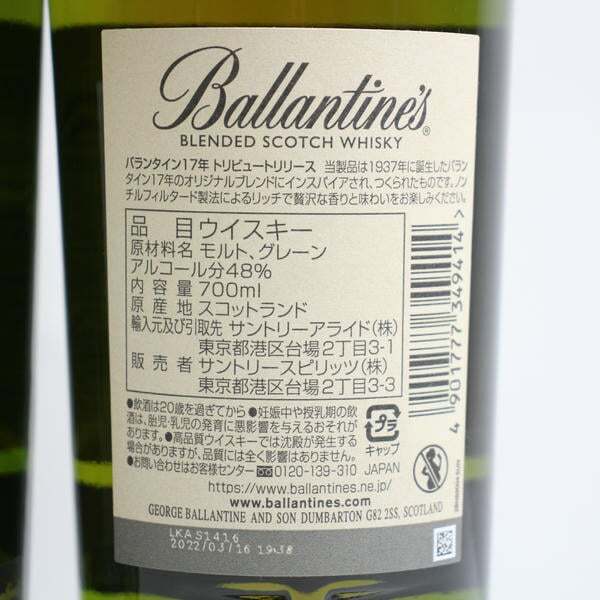 Ballantine's®
BLENDED SCOTCH WHISKY
バランタイン17年 トリビュートリリース 当製品は1937年に誕生したバラン
タイン17年のオリジナルブレンドにインスパイアされ、つくられたものです。ノン
チルフィルタード製法によるリッチで贅沢な香りと味わいをお楽しみください。
品目 ウイスキー
原材料名 モルト、グレーン
アルコール分48%
内容量 700ml
原産地 スコットランド
輸入元及び引取先 サントリーアライド(株)
東京都港区台場2丁目3-1
販売者 サントリースピリッツ(株)
東京都港区台場2丁目3-3
●飲酒は20歳を過ぎてから ●妊娠中や授乳期の飲
酒は、胎児・乳児の発育に悪影響を与えるおそれが
あります。●高品質ウイスキーでは沈殿が発生する
場合がありますが、品質には全く影響はありません。
●お問い合わせはお客様センター 0120-139-310 JAPAN
プラ
キャップ
https://www.ballantines.ne.jp/
www.ballantines.com
GEORGE BALLANTINE AND SON DUMBARTON G82 2SS, SCOTLAND
LKAS1416
2022/03/16 19:38
4 901777 349414 >